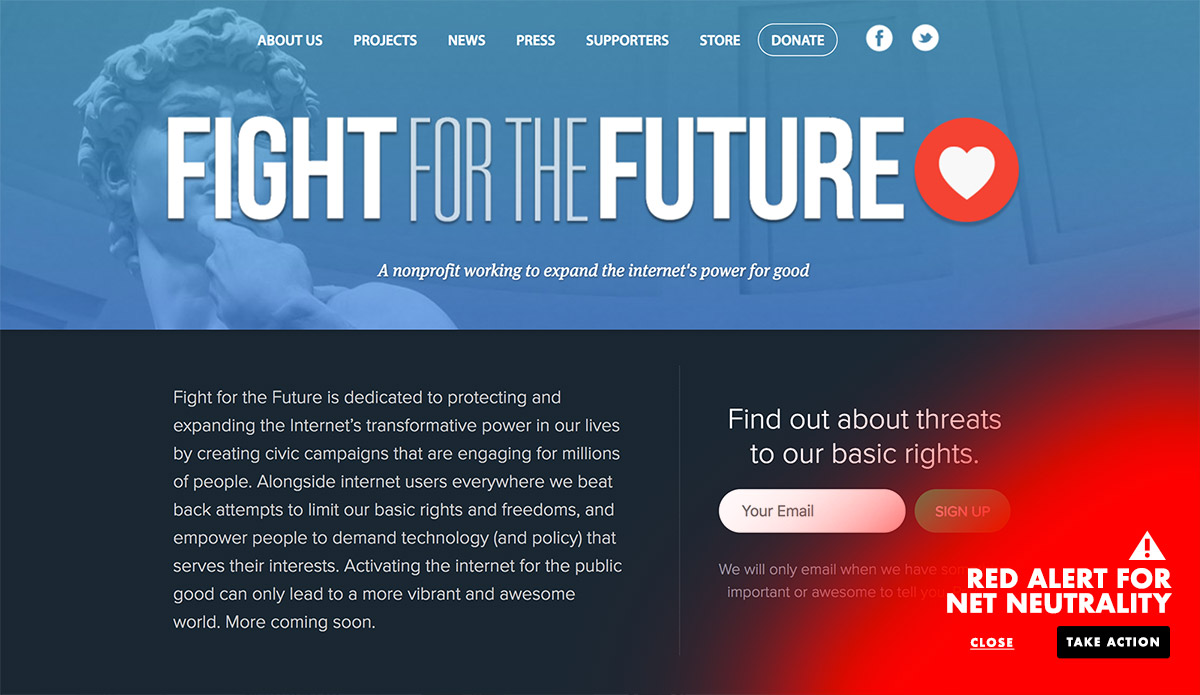 ABOUT US PROJECTS NEWS PRESS SUPPORTERS STORE DONATE
FIGHT FOR THE FUTURE
A nonprofit working to expand the internet's power for good
Fight for the Future is dedicated to protecting and
expanding the Internet’s transformative power in our lives
by creating civic campaigns that are engaging for millions
of people. Alongside internet users everywhere we beat
back attempts to limit our basic rights and freedoms, and
empower people to demand technology (and policy) that
serves their interests. Activating the internet for the public
good can only lead to a more vibrant and awesome
world. More coming soon.
Find out about threats
to our basic rights.
Your Email SIGN UP
We will only email when we have
important or awesome to tell
RED ALERT FOR
NET NEUTRALITY
CLOSE TAKE ACTION